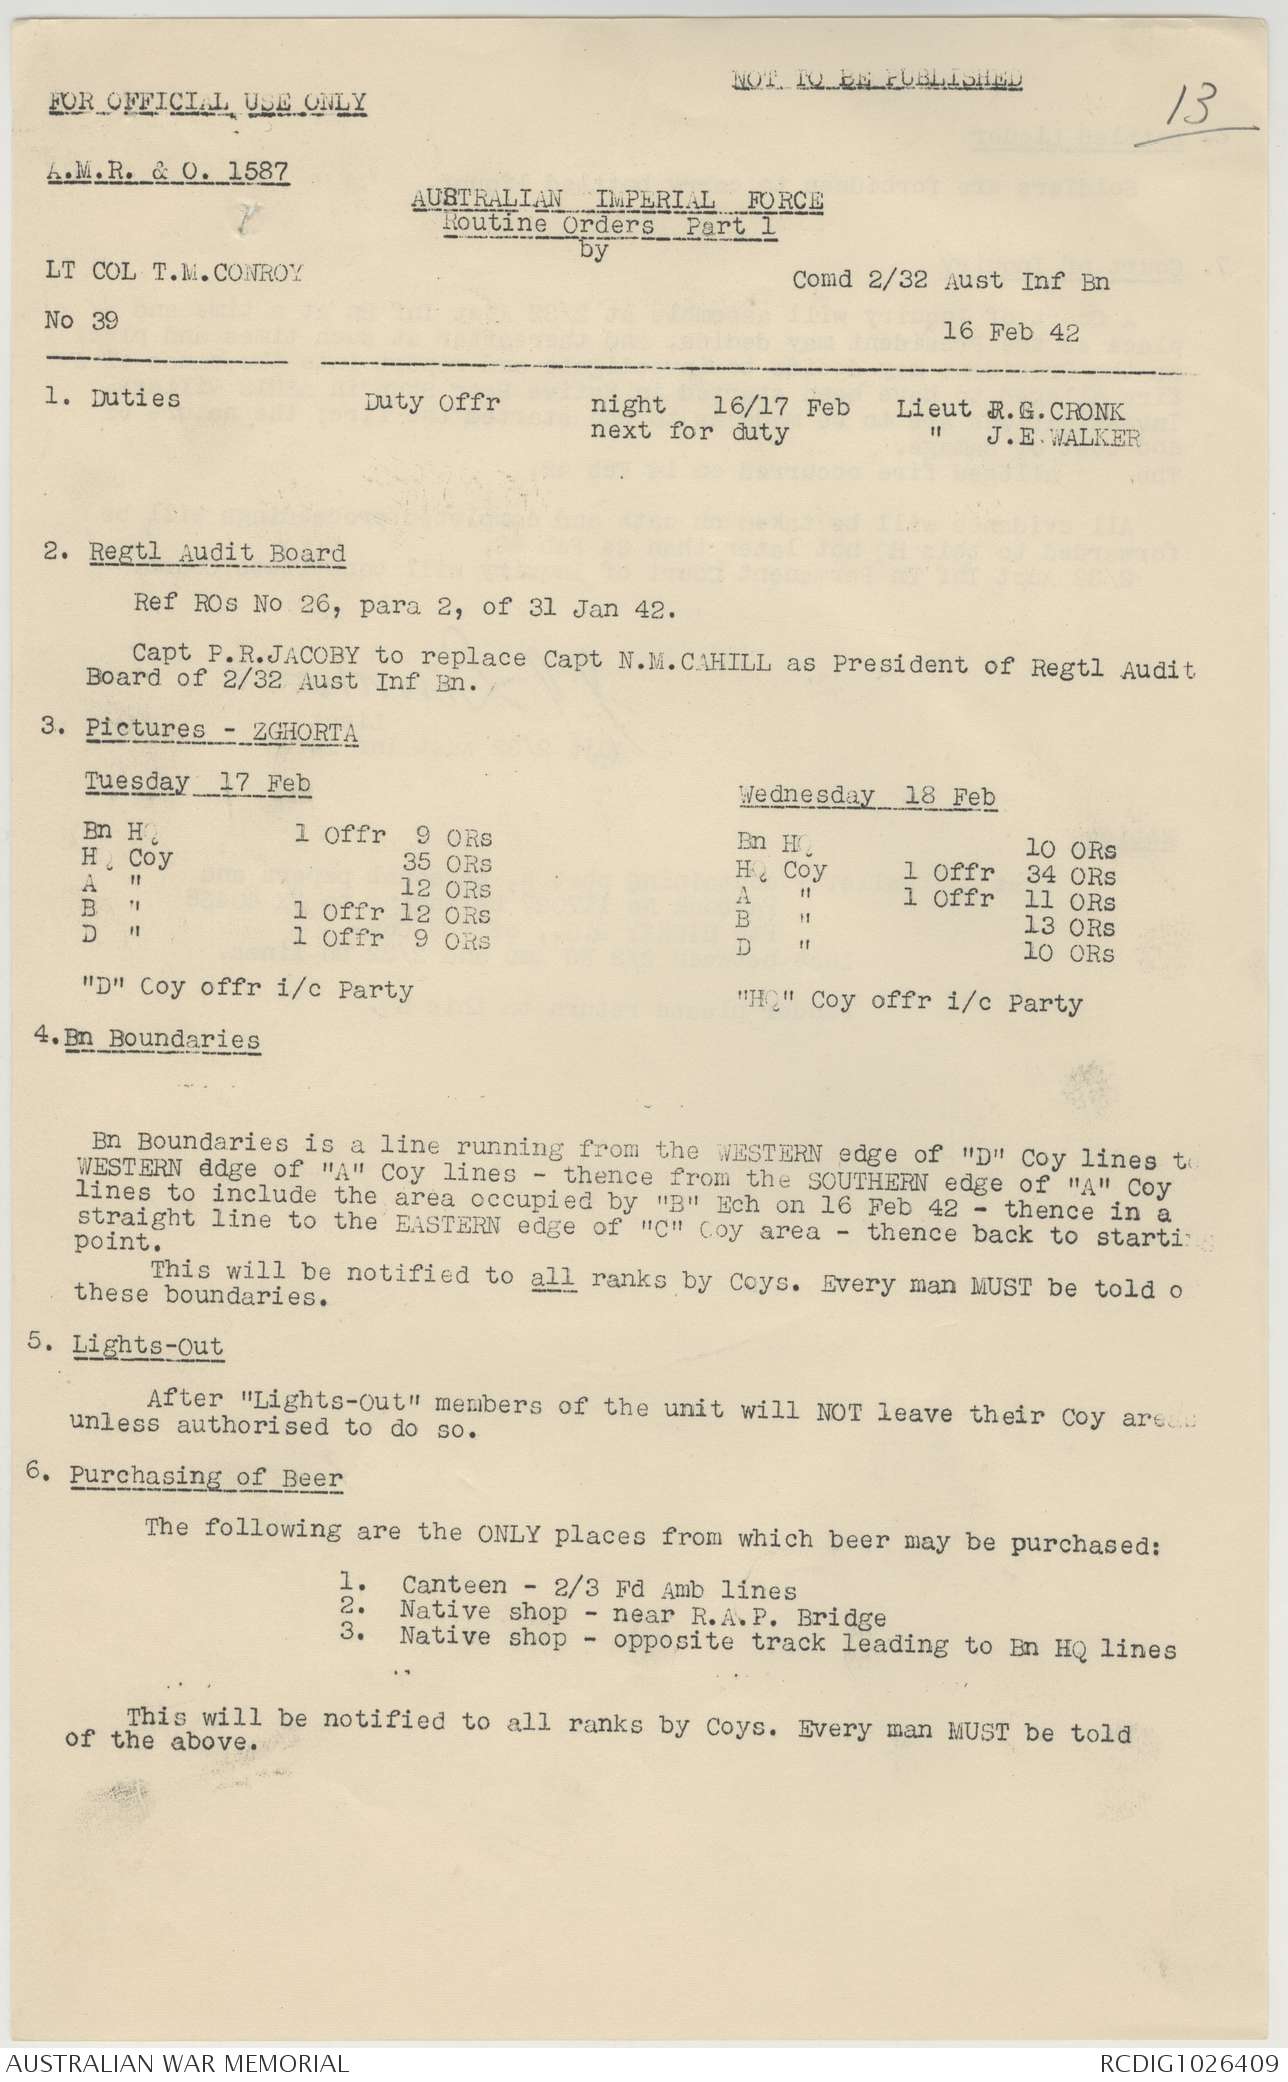 NOT TO BE PUBLISHED
FOR OFFICIAL USE ONLY
13
A.M.R. & O. 1587
AUSTRALIAN IMPERIAL FORCE
Routine Orders Part 1
by
LT COL T.M.CONROY
Comd 2/32 Aust Inf Bn
No 39
16 Feb 42
1. Duties Duty Offr night 16/17 Feb Lieut R.G.CRONK
next for duty " J.E.WALKER
2. Regtl Audit Board
Ref ROs No 26, para 2, of 31 Jan 42.
Capt P.R.JACOBY to replace Capt N.M.CAHILL as President of Regtl Audit
Board of 2/32 Aust Inf Bn.
3. Pictures - ZGHORTA
Tuesday 17 Feb
Bn HQ 1 Offr 9 ORs
HQ Coy 35 ORs
A " 12 ORs
B " 1 Offr 12 ORs
D " 1 Offr 9 ORs
"D" Coy offr i/c Party
Wednesday 18 Feb
Bn HQ 10 ORs
HQ Coy 1 Offr 34 ORs
A " 1 Offr 11 ORs
B " 13 ORs
D " 10 ORs
"HQ" Coy offr i/c Party
4. Bn Boundaries
Bn Boundaries is a line running from the WESTERN edge of "D" Coy lines to
WESTERN ddge of "A" Coy lines - thence from the SOUTHERN edge of "A" Coy
lines to include the area occupied by "B" Ech on 16 Feb 42 - thence in a
straight line to the EASTERN edge of "C" Coy area - thence back to starting
point.
This will be notified to all ranks by Coys. Every man MUST be told o
these boundaries.
5. Lights-Out
After "Lights-Out" members of the unit will NOT leave their Coy areas
unless authorised to do so.
6. Purchasing of Beer
The following are the ONLY places from which beer may be purchased:
1. Canteen - 2/3 Fd Amb lines
2. Native shop - near R.A.P. Bridge
3. Native shop - opposite track leading to Bn HQ lines
This will be notified to all ranks by Coys. Every man MUST be told
of the above.
AUSTRALIAN WAR MEMORIAL
RCDIG1026409